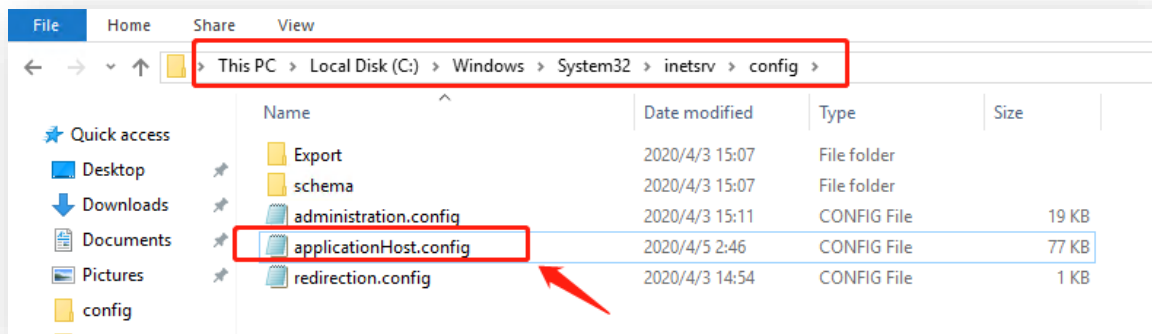 File Home Share View
This PC > Local Disk (C:) > Windows > System32 > inetsrv > config >
Name Date modified Type Size
Quick access
Desktop
Downloads
Documents
Pictures
config
Export 2020/4/3 15:07 File folder
schema 2020/4/3 15:07 File folder
administration.config 2020/4/3 15:11 CONFIG File 19 KB
applicationHost.config 2020/4/5 2:46 CONFIG File 77 KB
redirection.config 2020/4/3 14:54 CONFIG File 1 KB